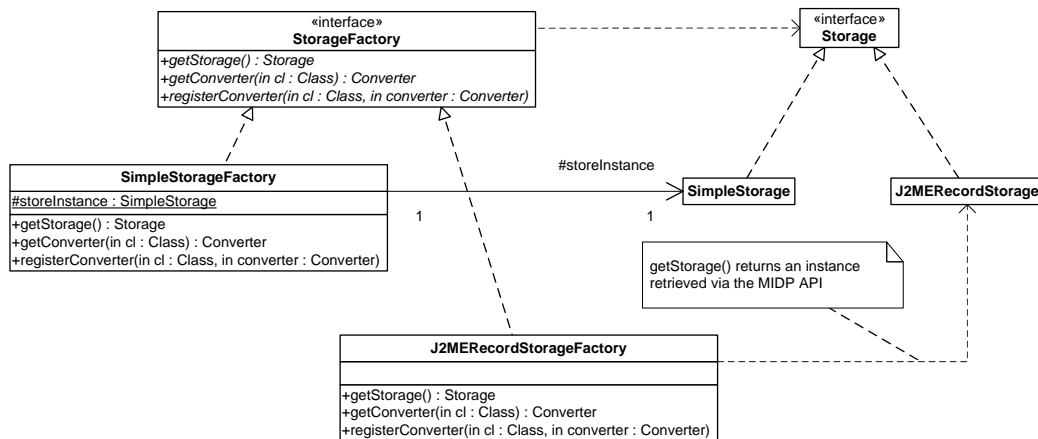 «interface»
StorageFactory
+getStorage() : Storage
+getConverter(in cl : Class) : Converter
+registerConverter(in cl : Class, in converter : Converter)
«interface»
Storage
SimpleStorageFactory
#storeInstance : SimpleStorage
+getStorage() : Storage
+getConverter(in cl : Class) : Converter
+registerConverter(in cl : Class, in converter : Converter)
#storeInstance
1
1
SimpleStorage
J2MERecordStorage
getStorage() returns an instance
retrieved via the MIDP API
J2MERecordStorageFactory
+getStorage() : Storage
+getConverter(in cl : Class) : Converter
+registerConverter(in cl : Class, in converter : Converter)